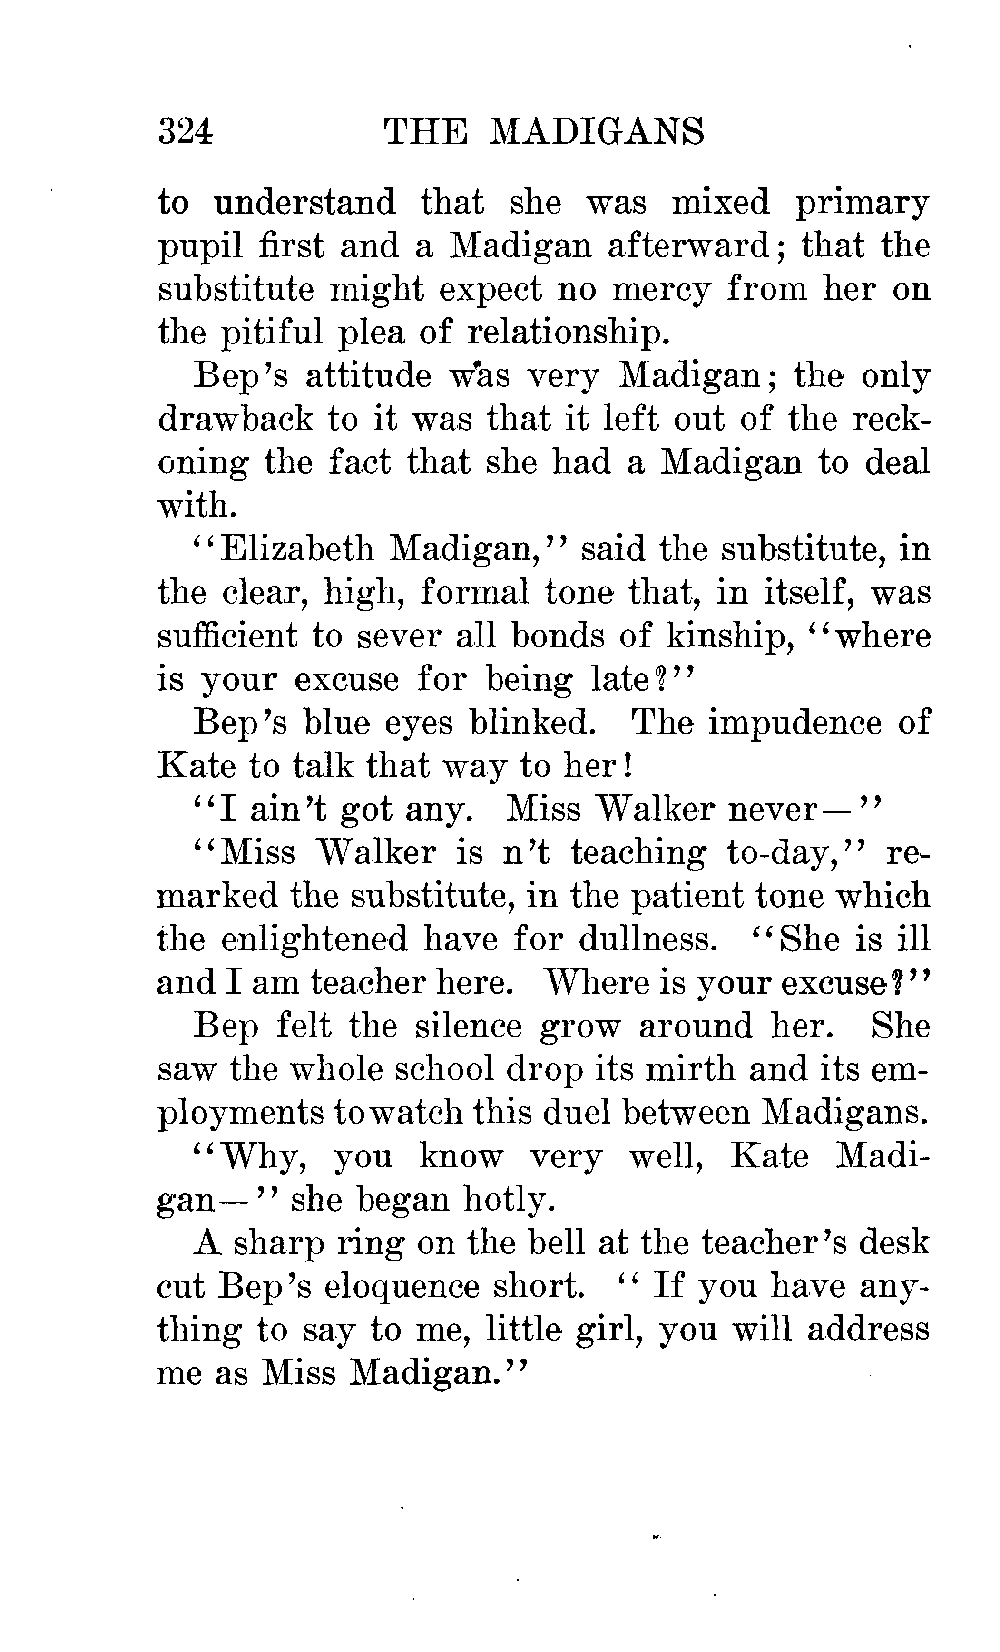 324 THE MADIGANS
to understand that she was mixed primary
pupil first and a Madigan afterward; that the
substitute might expect no mercy from her on
the pitiful plea of relationship.
Bep's attitude was very Madigan; the only
drawback to it was that it left out of the reck-
oning the fact that she had a Madigan to deal
with.
"Elizabeth Madigan," said the substitute, in
the clear, high, formal tone that, in itself, was
sufficient to sever all bonds of kinship, "where
is your excuse for being late?"
Bep's blue eyes blinked. The impudence of
Kate to talk that way to her!
"I ain't got any. Miss Walker never—"
"Miss Walker is n't teaching to-day," re-
marked the substitute, in the patient tone which
the enlightened have for dullness. "She is ill
and I am teacher here. Where is your excuse?"
Bep felt the silence grow around her. She
saw the whole school drop its mirth and its em-
ployments to watch this duel between Madigans.
"Why, you know very well, Kate Madi-
gan—" she began hotly.
A sharp ring on the bell at the teacher's desk
cut Bep's eloquence short. "If you have any-
thing to say to me, little girl, you will address
me as Miss Madigan."